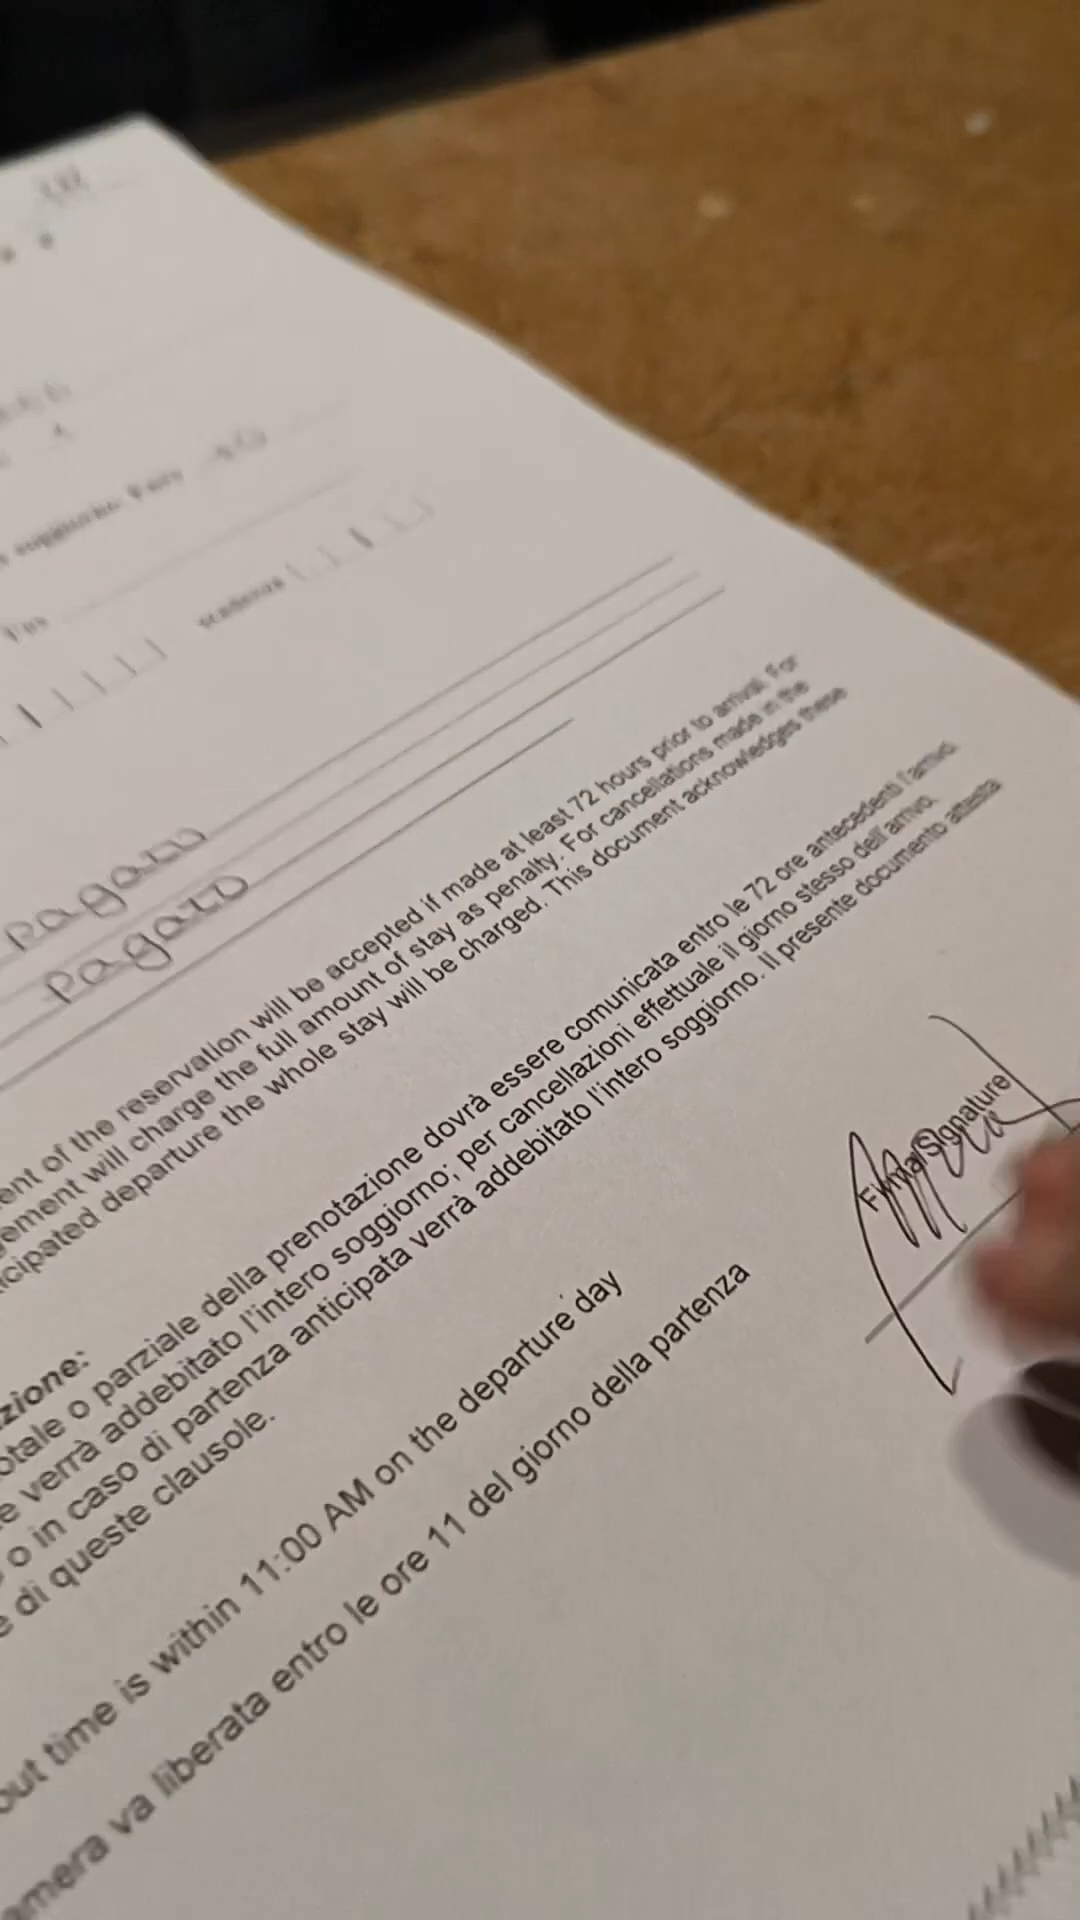 scadenza
pagato
pagato
ent of the reservation will be accepted if made at least 72 hours prior to arrival. For
gement will charge the full amount of stay as penalty. For cancellations made in the
icipated departure the whole stay will be charged. This document acknowledges these
zione:
otale o parziale della prenotazione dovrà essere comunicata entro le 72 ore antecedenti l'arrivo.
e verrà addebitato l'intero soggiorno; per cancellazioni effettuale il giorno stesso dell'arrivo,
o in caso di partenza anticipata verrà addebitato l'intero soggiorno. Il presente documento attesta
e di queste clausole.
Firma/Signature
out time is within 11:00 AM on the departure day
amera va liberata entro le ore 11 del giorno della partenza